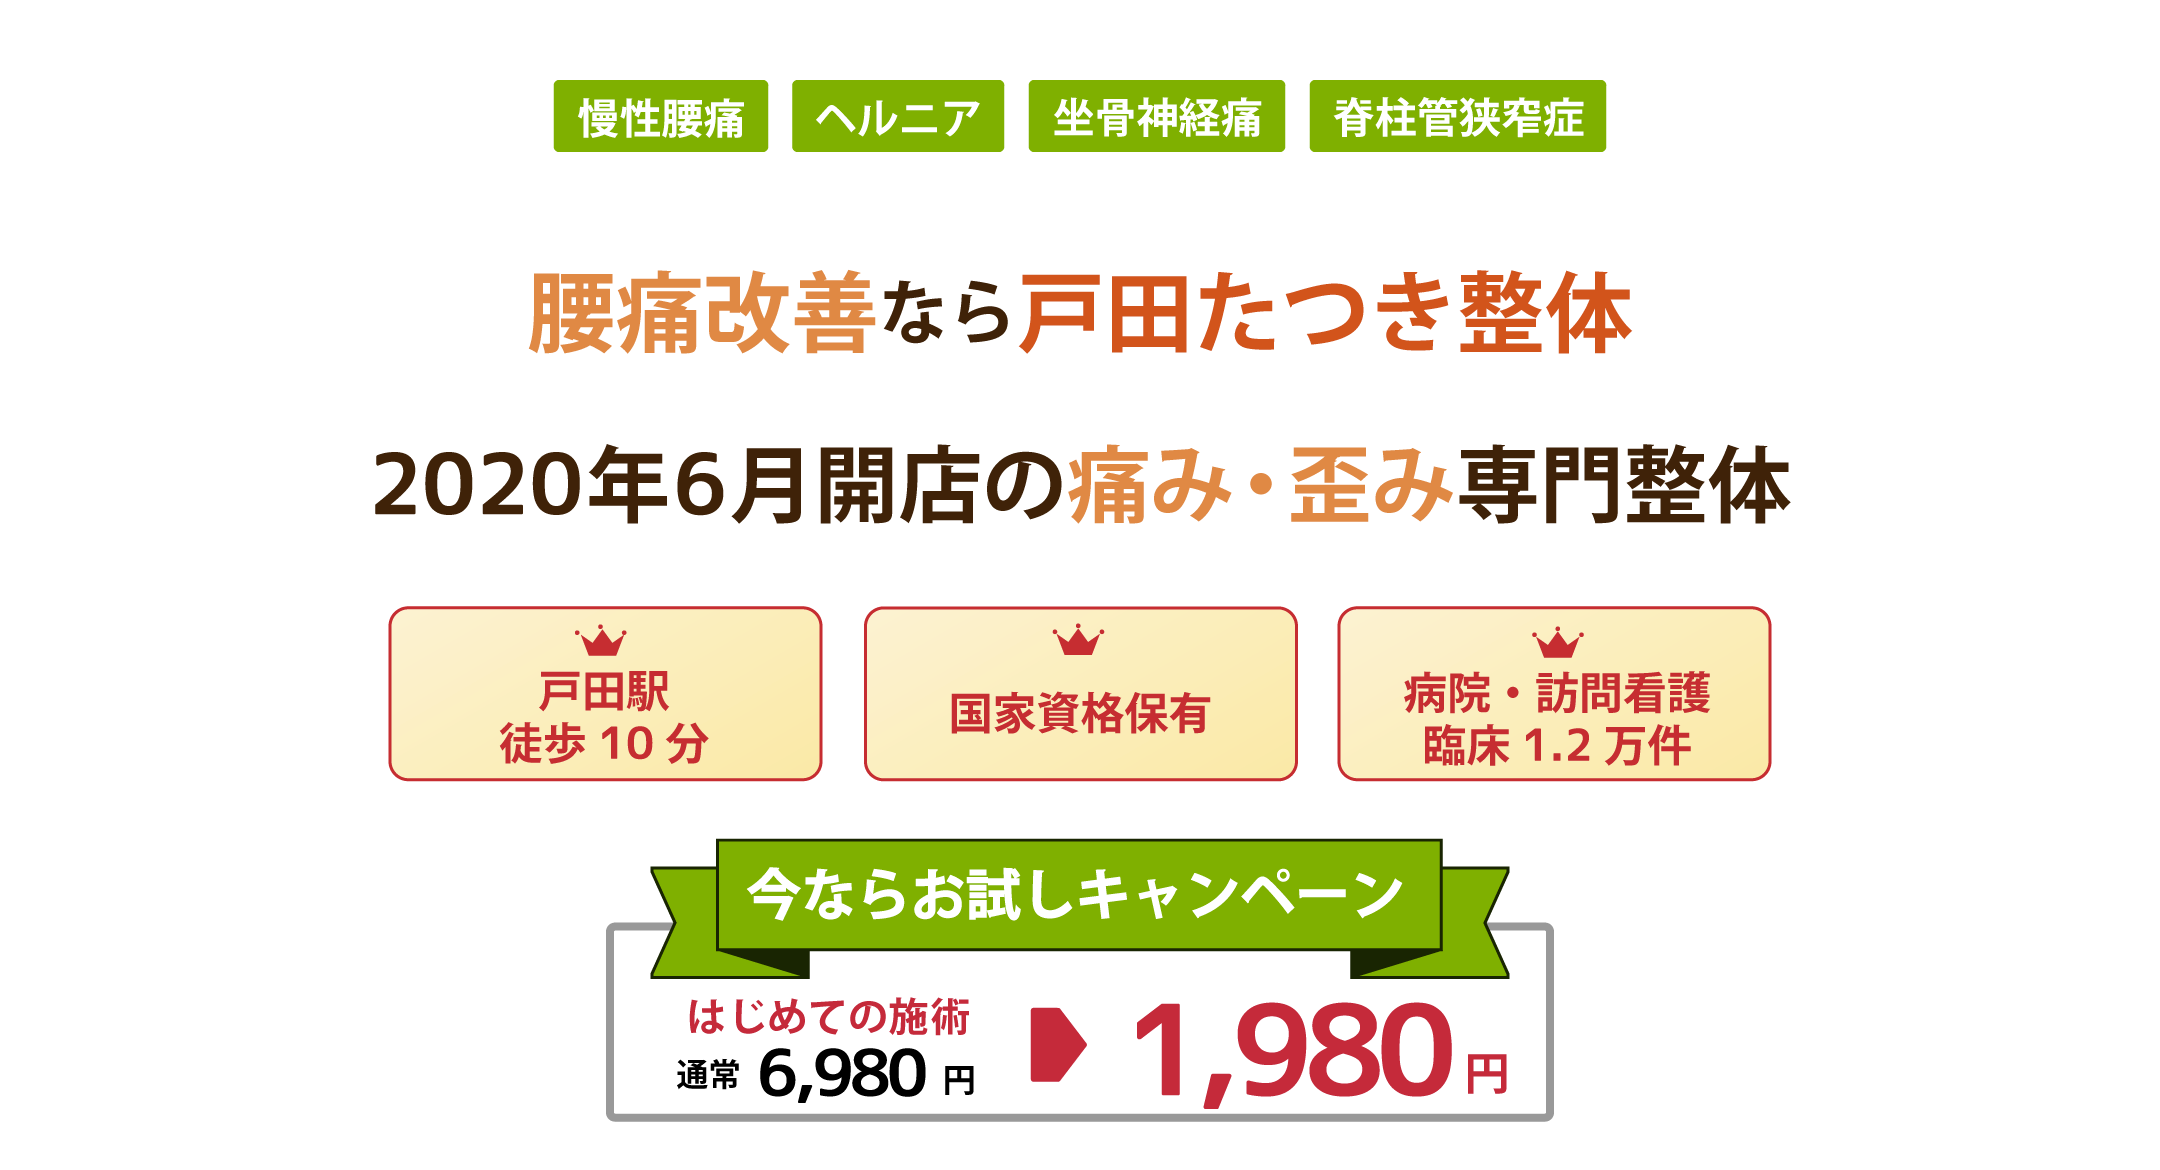 慢性腰痛 ヘルニア 坐骨神経痛 脊柱管狭窄症
腰痛改善なら戸田たつき整体
2020年6月開店の痛み・歪み専門整体
戸田駅
徒歩 10 分
国家資格保有
病院・訪問看護
臨床 1.2 万件
今ならお試しキャンペーン
はじめての施術
通常 6,980 円
1,980 円